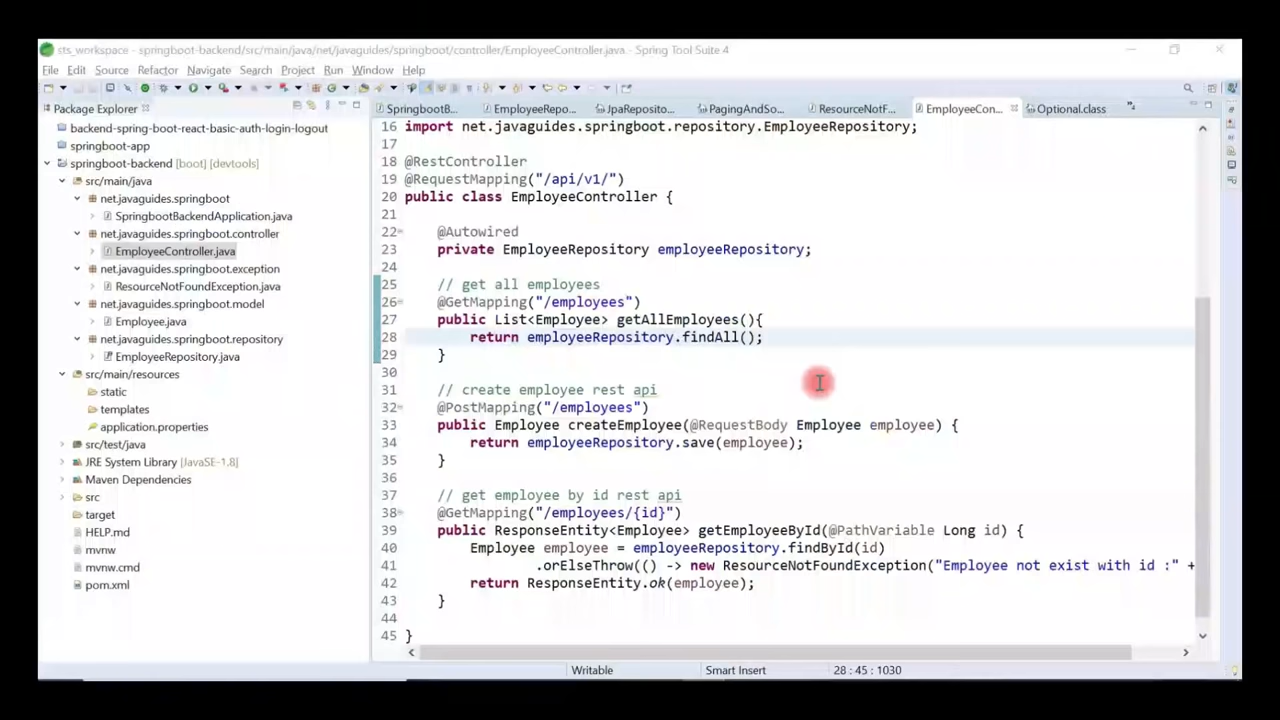 sts_workspace - springboot-backend/src/main/java/net/javaguides/springboot/controller/EmployeeController.java - Spring Tool Suite 4
File Edit Source Refactor Navigate Search Project Run Window Help
Package Explorer
backend-spring-boot-react-basic-auth-login-logout
springboot-app
springboot-backend [boot] [devtools]
src/main/java
net.javaguides.springboot
SpringbootBackendApplication.java
net.javaguides.springboot.controller
EmployeeController.java
net.javaguides.springboot.exception
ResourceNotFoundException.java
net.javaguides.springboot.model
Employee.java
net.javaguides.springboot.repository
EmployeeRepository.java
src/main/resources
static
templates
application.properties
src/test/java
JRE System Library [JavaSE-1.8]
Maven Dependencies
src
target
HELP.md
mvnw
mvnw.cmd
pom.xml
SpringbootB... EmployeeRepo... JpaReposito... PagingAndSo... ResourceNotF... EmployeeCon... Optional.class
16 import net.javaguides.springboot.repository.EmployeeRepository;
17
18 @RestController
19 @RequestMapping("/api/v1/")
20 public class EmployeeController {
21
22 @Autowired
23 private EmployeeRepository employeeRepository;
24
25 // get all employees
26 @GetMapping("/employees")
27 public List<Employee> getAllEmployees(){
28 return employeeRepository.findAll();
29 }
30
31 // create employee rest api
32 @PostMapping("/employees")
33 public Employee createEmployee(@RequestBody Employee employee) {
34 return employeeRepository.save(employee);
35 }
36
37 // get employee by id rest api
38 @GetMapping("/employees/{id}")
39 public ResponseEntity<Employee> getEmployeeById(@PathVariable Long id) {
40 Employee employee = employeeRepository.findById(id)
41 .orElseThrow(() -> new ResourceNotFoundException("Employee not exist with id :" +
42 return ResponseEntity.ok(employee);
43 }
44
45 }
Writable Smart Insert 28 : 45 : 1030